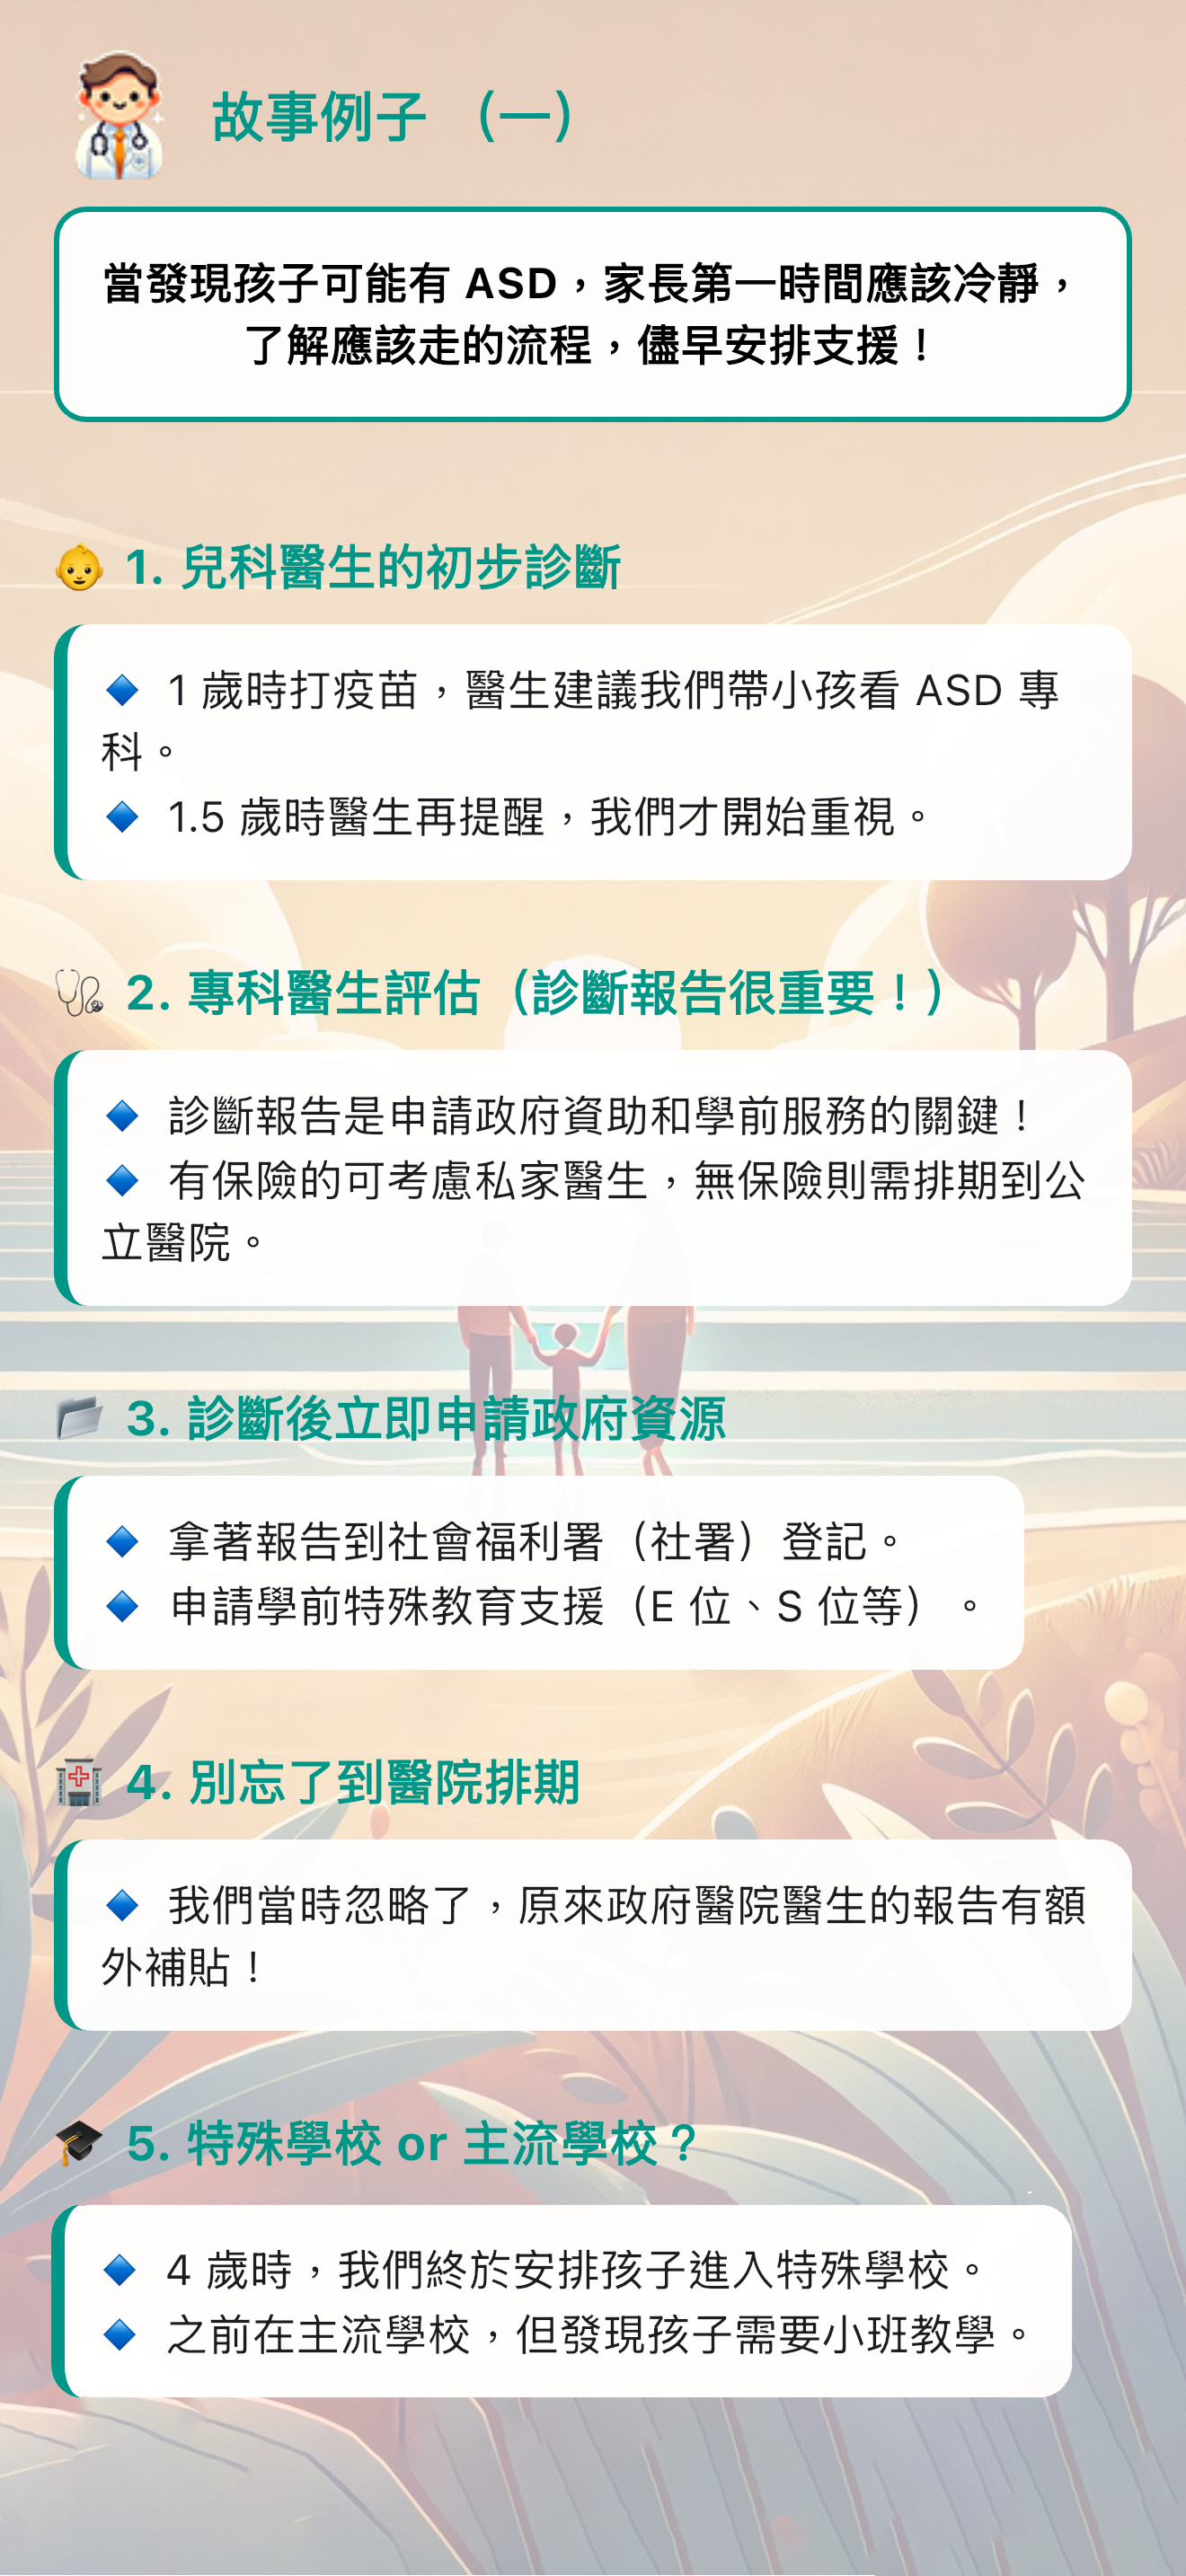 故事例子 （一）
當發現孩子可能有 ASD，家長第一時間應該冷靜，
了解應該走的流程，儘早安排支援！
1. 兒科醫生的初步診斷
1 歲時打疫苗，醫生建議我們帶小孩看 ASD 專
科。
1.5 歲時醫生再提醒，我們才開始重視。
2. 專科醫生評估（診斷報告很重要！）
診斷報告是申請政府資助和學前服務的關鍵！
有保險的可考慮私家醫生，無保險則需排期到公
立醫院。
3. 診斷後立即申請政府資源
拿著報告到社會福利署（社署）登記。
申請學前特殊教育支援（E 位、S 位等）。
4. 別忘了到醫院排期
我們當時忽略了，原來政府醫院醫生的報告有額
外補貼！
5. 特殊學校 or 主流學校？
4 歲時，我們終於安排孩子進入特殊學校。
之前在主流學校，但發現孩子需要小班教學。